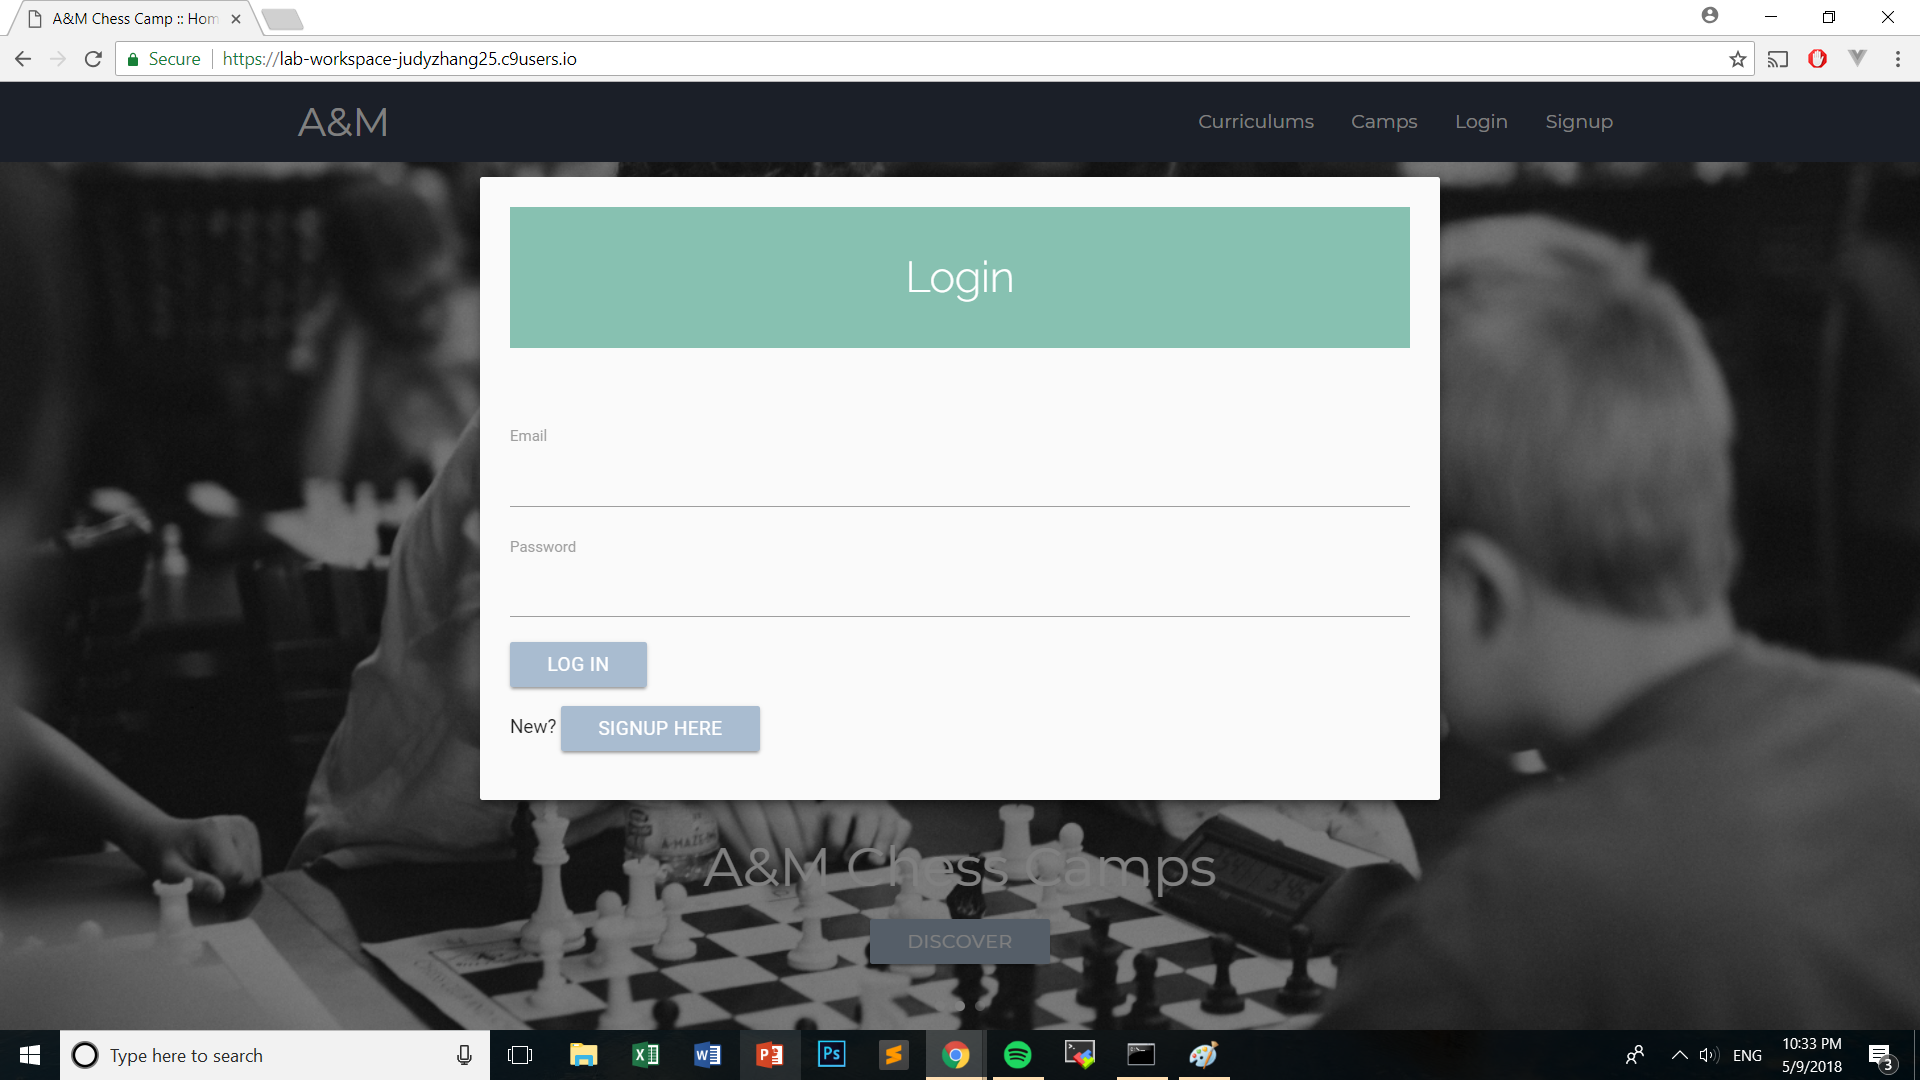 A&M Chess Camp :: Hom
Secure
https://lab-workspace-judyzhang25.c9users.io
A&M
Curriculums
Camps
Login
Signup
Login
Email
Password
LOG IN
New?
SIGNUP HERE
A&M Chess Camps
DISCOVER
Type here to search
Ps
ENG
10:33 PM
5/9/2018
3